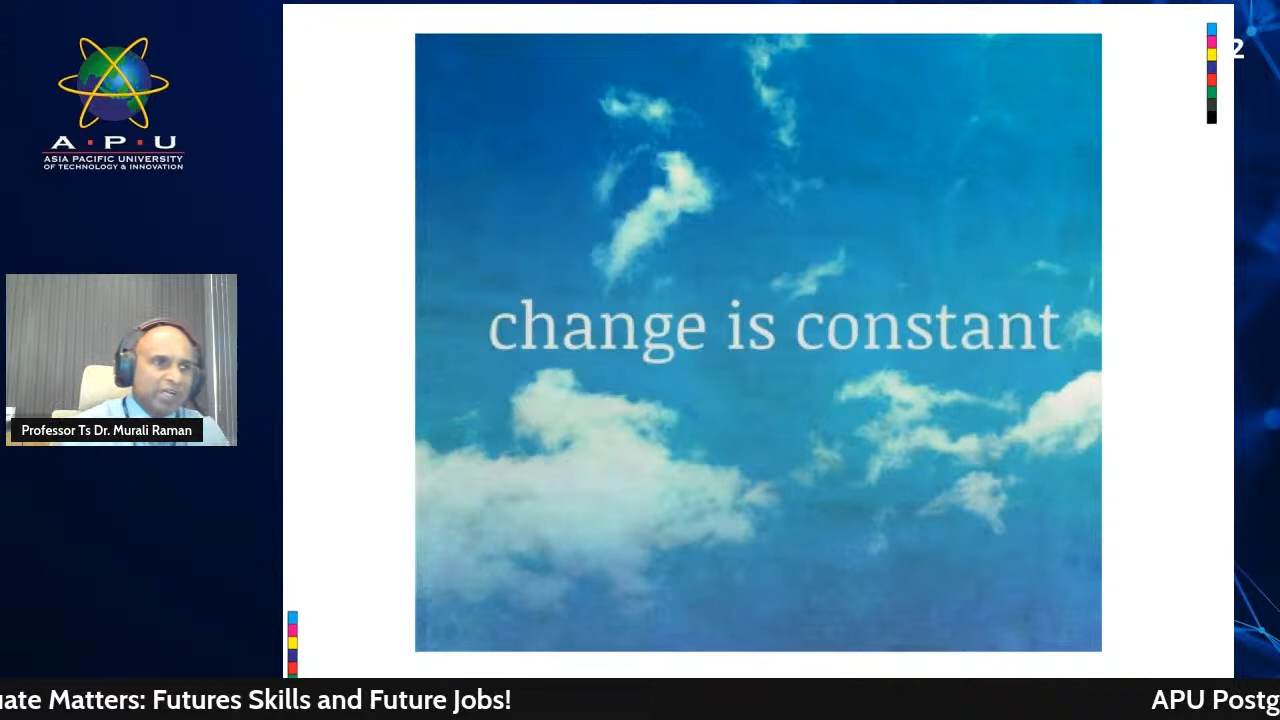 A·P·U
ASIA PACIFIC UNIVERSITY
OF TECHNOLOGY & INNOVATION
2
change is constant
Professor Ts Dr. Murali Raman
uate Matters: Futures Skills and Future Jobs!
APU Postg